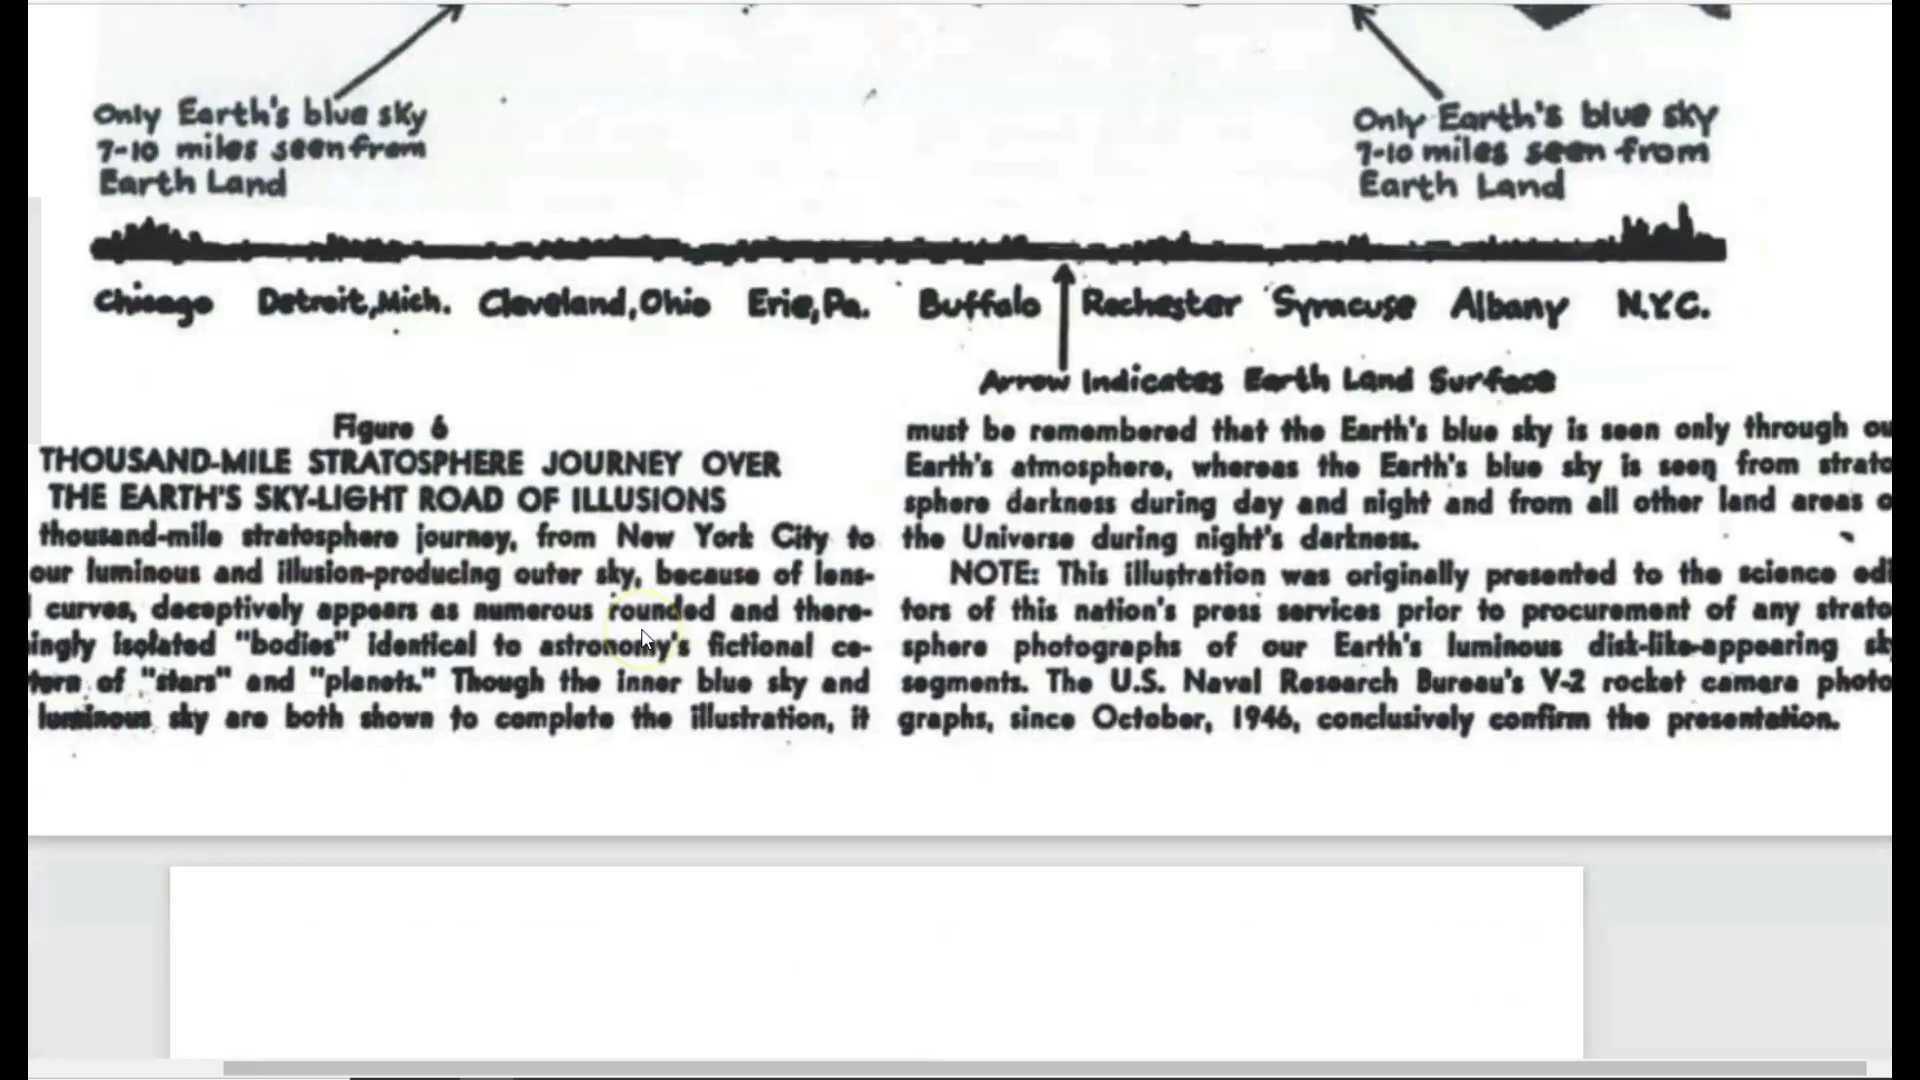 Only Earth's blue sky
7-10 miles seen from
Earth Land
Only Earth's blue sky
7-10 miles seen from
Earth Land
Chicago Detroit, Mich. Cleveland, Ohio Erie, Pa. Buffalo Rochester Syracuse Albany N.Y.C.
Arrow Indicates Earth Land Surface
Figure 6
THOUSAND-MILE STRATOSPHERE JOURNEY OVER
THE EARTH'S SKY-LIGHT ROAD OF ILLUSIONS
thousand-mile stratosphere journey, from New York City to
our luminous and illusion-producing outer sky, because of lens-
curves, deceptively appears as numerous rounded and there-
ingly isolated "bodies" identical to astronomy's fictional ce-
of "stars" and "planets." Though the inner blue sky and
luminous sky are both shown to complete the illustration, it
must be remembered that the Earth's blue sky is seen only through ou
Earth's atmosphere, whereas the Earth's blue sky is seen from strato
sphere darkness during day and night and from all other land areas o
the Universe during night's darkness.
NOTE: This illustration was originally presented to the science edi
tors of this nation's press services prior to procurement of any strato
sphere photographs of our Earth's luminous disk-like-appearing sk
segments. The U.S. Naval Research Bureau's V-2 rocket camera photo
graphs, since October, 1946, conclusively confirm the presentation.